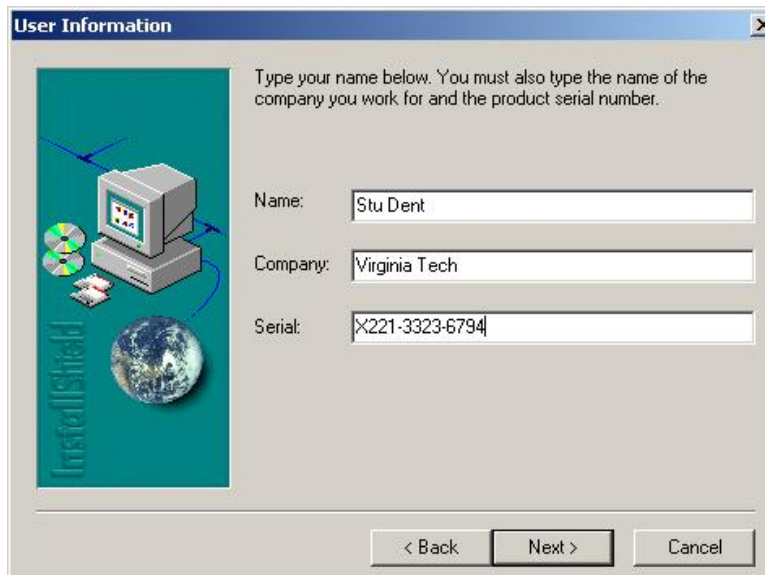 User Information
Type your name below. You must also type the name of the
company you work for and the product serial number.
Name: Stu Dent
Company: Virginia Tech
Serial: X221-3323-6794
InstallShield
< Back Next > Cancel